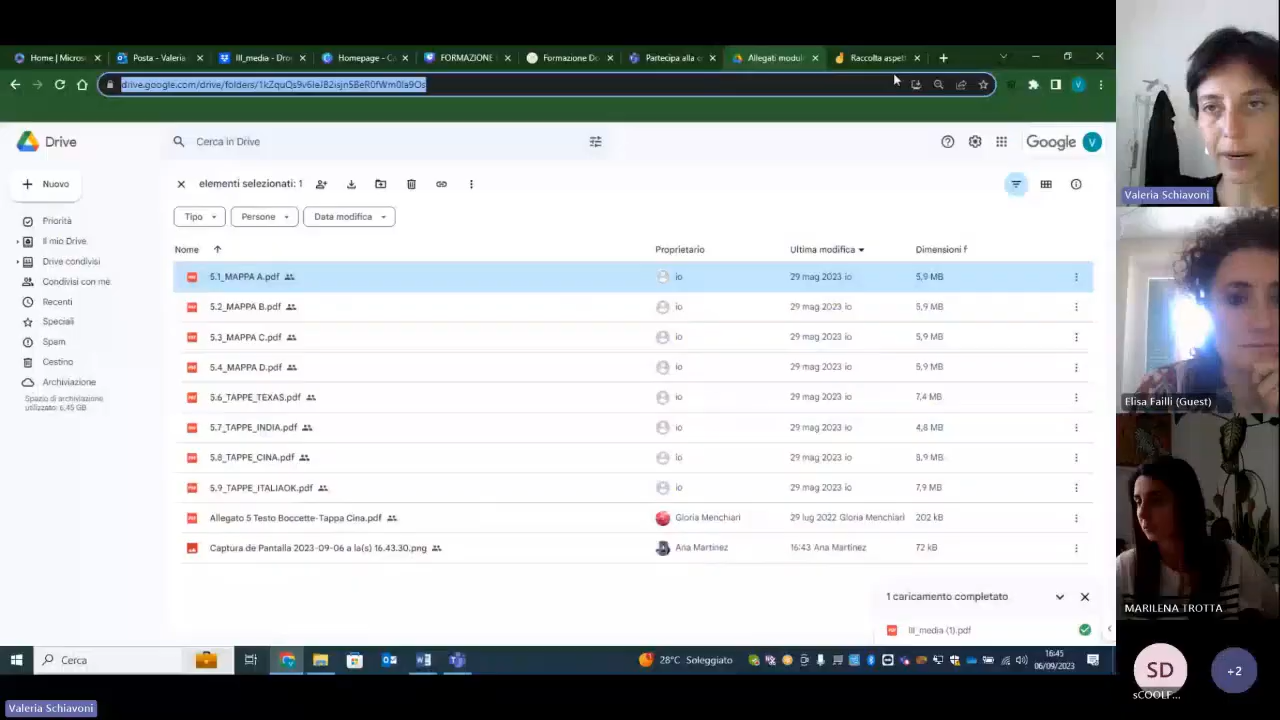 Home | Micros
Posta - Valeria
III_media - Dro
Homepage - C
FORMAZIONE
Formazione Do
Partecipa alla c
Allegati modul
Raccolta aspet
Drive
Cerca in Drive
Google
V
Nuovo
elementi selezionati: 1
Tipo
Persone
Data modifica
Priorità
Il mio Drive
Drive condivisi
Condivisi con me
Recenti
Speciali
Spam
Cestino
Archiviazione
Spazio di archiviazione
utilizzato: 6,45 GB
Nome
Proprietario
Ultima modifica
Dimensioni f
5.1_MAPPA A.pdf
io
29 mag 2023 io
5,9 MB
5.2_MAPPA B.pdf
io
29 mag 2023 io
5,9 MB
5.3_MAPPA C.pdf
io
29 mag 2023 io
5,9 MB
5.4_MAPPA D.pdf
io
29 mag 2023 io
5,9 MB
5.6_TAPPE_TEXAS.pdf
io
29 mag 2023 io
7,4 MB
5.7_TAPPE_INDIA.pdf
io
29 mag 2023 io
4,8 MB
5.8_TAPPE_CINA.pdf
io
29 mag 2023 io
8,9 MB
5.9_TAPPE_ITALIAOK.pdf
io
29 mag 2023 io
7,9 MB
Allegato 5 Testo Boccette-Tappa Cina.pdf
Gloria Menchiari
29 lug 2022 Gloria Menchiari
202 kB
Captura de Pantalla 2023-09-06 a la(s) 16.43.30.png
Ana Martinez
16:43 Ana Martinez
72 kB
1 caricamento completato
III_media (1).pdf
Cerca
28°C Soleggiato
16:45
06/09/2023
Valeria Schiavoni
Elisa Failli (Guest)
MARILENA TROTTA
SD
sCOOLF...
+2
Valeria Schiavoni